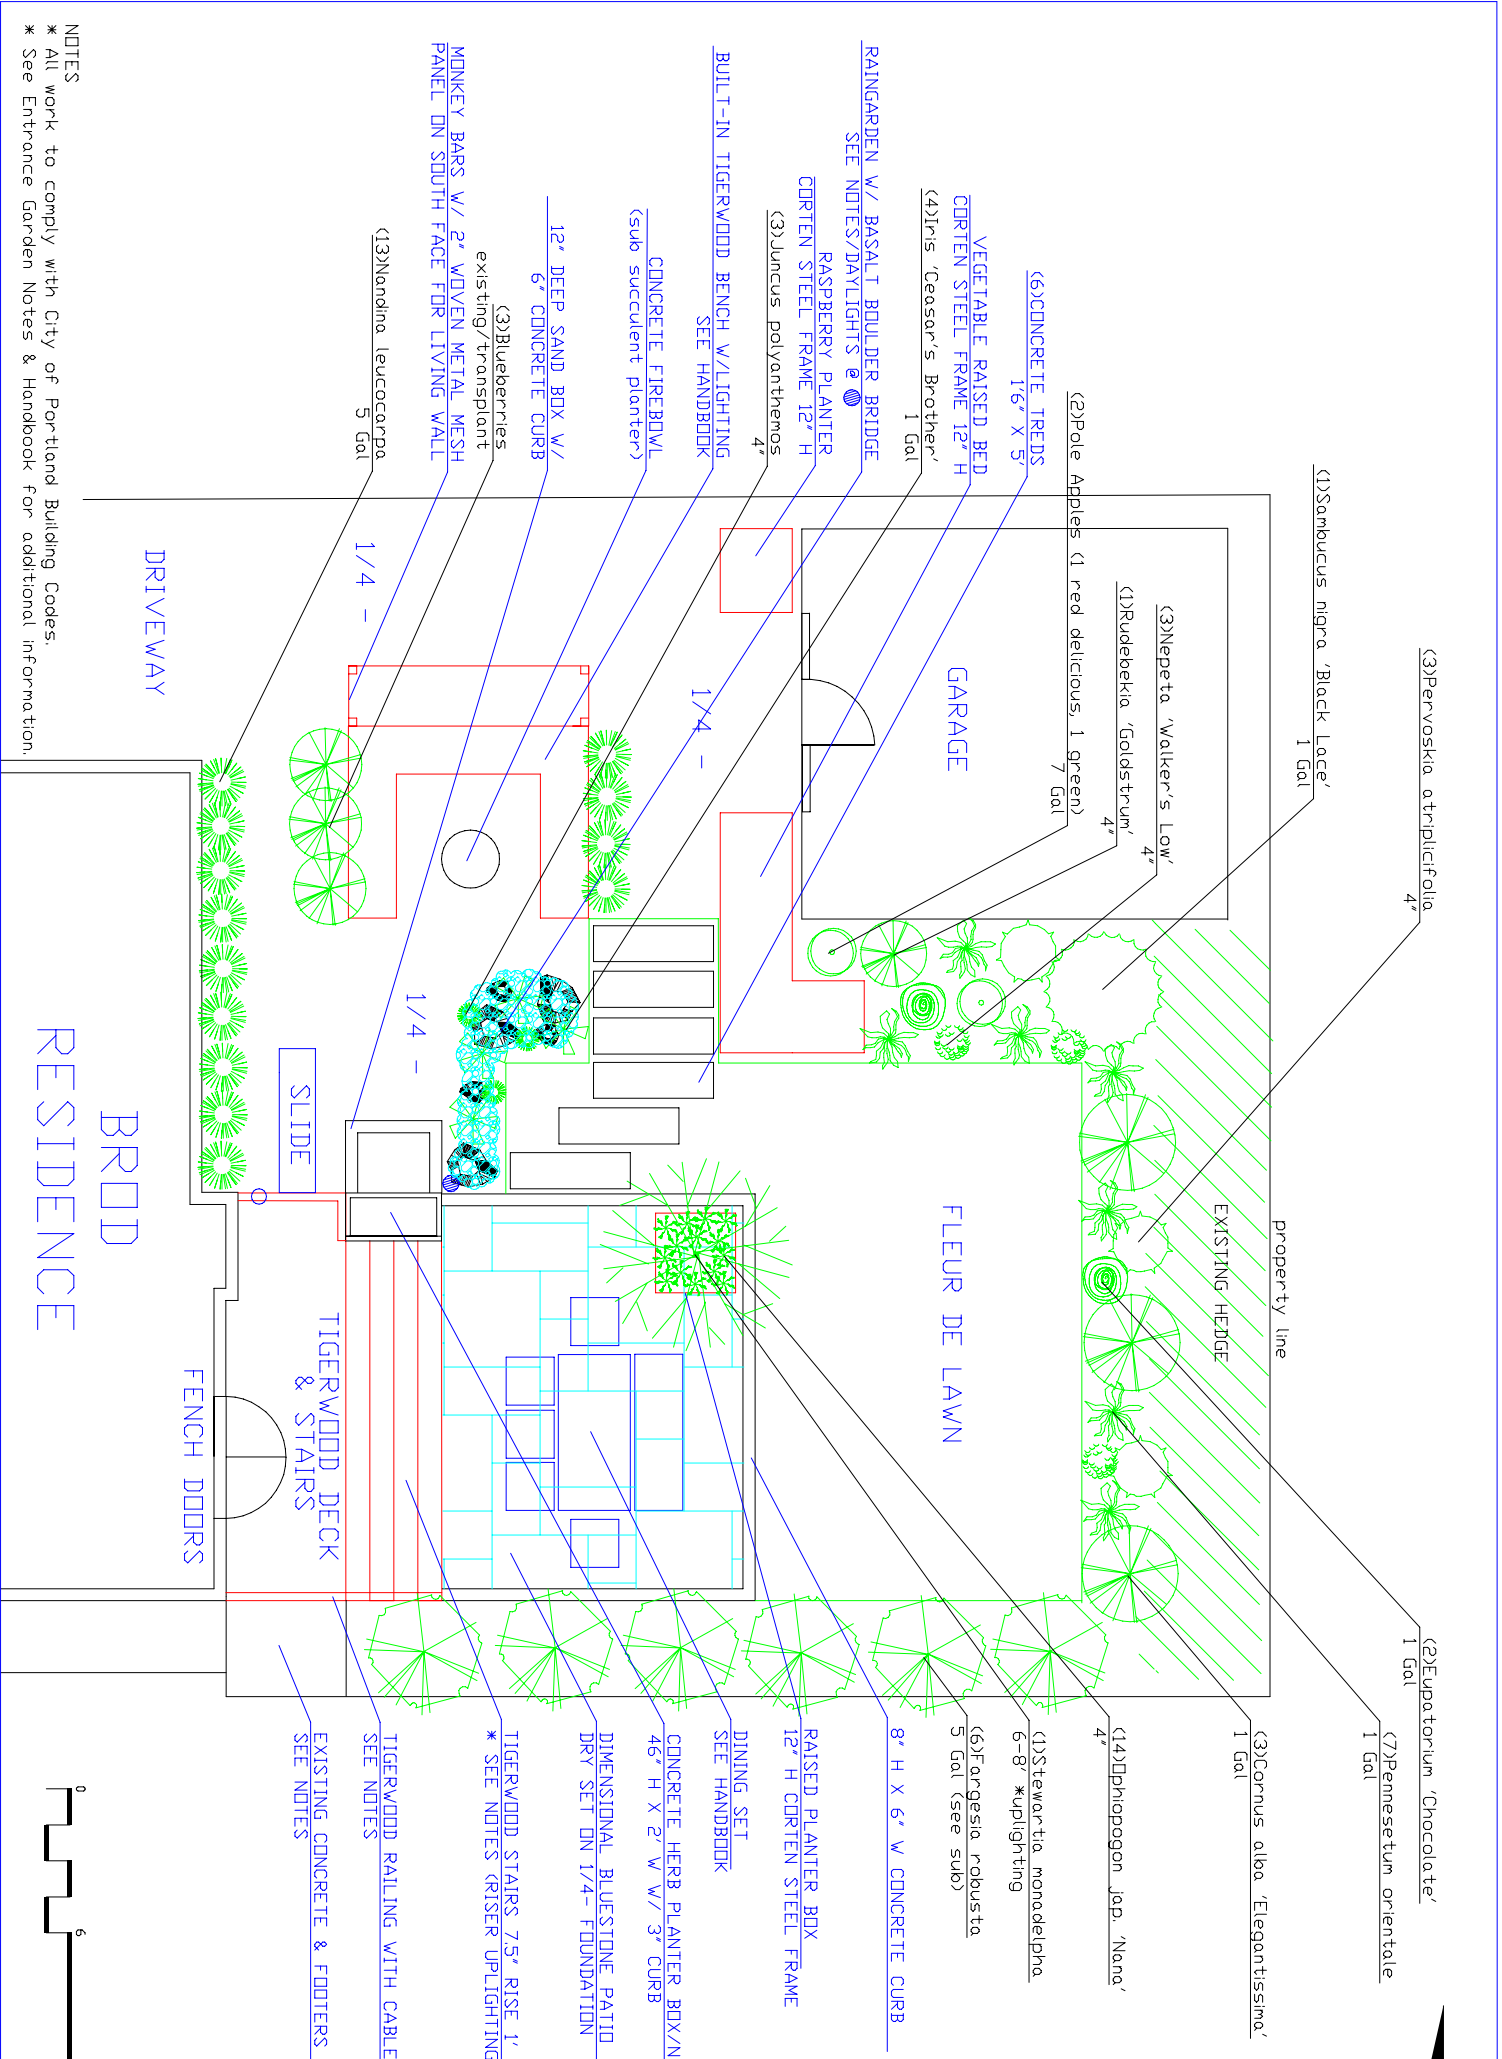 (3)Pervoskia atriplicifolia
4"
(1)Sambucus nigra 'Black Lace'
1 Gal
(3)Nepeta 'Walker's Low'
4"
(1)Rudebekia 'Goldstrum'
4"
(2)Pole Apples (1 red delicious, 1 green)
7 Gal
(6)CONCRETE TREDS
1'6" X 5'
VEGETABLE RAISED BED
CORTEN STEEL FRAME 12" H
(4)Iris 'Ceasar's Brother'
1 Gal
RAINGARDEN W/ BASALT BOULDER BRIDGE
SEE NOTES/DAYLIGHTS @
RASPBERRY PLANTER
CORTEN STEEL FRAME 12" H
(3)Juncus polyanthemos
4"
BUILT-IN TIGERWOOD BENCH W/LIGHTING
SEE HANDBOOK
CONCRETE FIREBOWL
(sub succulent planter)
12" DEEP SAND BOX W/
6" CONCRETE CURB
(3)Blueberries
existing/transplant
MONKEY BARS W/ 2" WOVEN METAL MESH
PANEL ON SOUTH FACE FOR LIVING WALL
(13)Nandina leucocarpa
5 Gal
NOTES
* All work to comply with City of Portland Building Codes.
* See Entrance Garden Notes & Handbook for additional information.
GARAGE
1/4 -
1/4 -
1/4 -
DRIVEWAY
property line
EXISTING HEDGE
FLEUR DE LAWN
SLIDE
TIGERWOOD DECK
& STAIRS
FENCH DOORS
BROD
RESIDENCE
(2)Eupatorium 'Chocolate'
1 Gal
(7)Pennesetum orientale
1 Gal
(3)Cornus alba 'Elegantissima'
1 Gal
(14)Ophiopogon jap. 'Nana'
4"
(1)Stewartia monadelpha
6-8' *uplighting
(6)Fargesia robusta
5 Gal (see sub)
8" H X 6" W CONCRETE CURB
RAISED PLANTER BOX
12" H CORTEN STEEL FRAME
DINING SET
SEE HANDBOOK
CONCRETE HERB PLANTER BOX/N
46" H X 2' W W/ 3" CURB
DIMENSIONAL BLUESTONE PATIO
DRY SET ON 1/4- FOUNDATION
TIGERWOOD STAIRS 7.5" RISE 1'
* SEE NOTES (RISER UPLIGHTING
TIGERWOOD RAILING WITH CABLE
SEE NOTES
EXISTING CONCRETE & FOOTERS
SEE NOTES
0
6